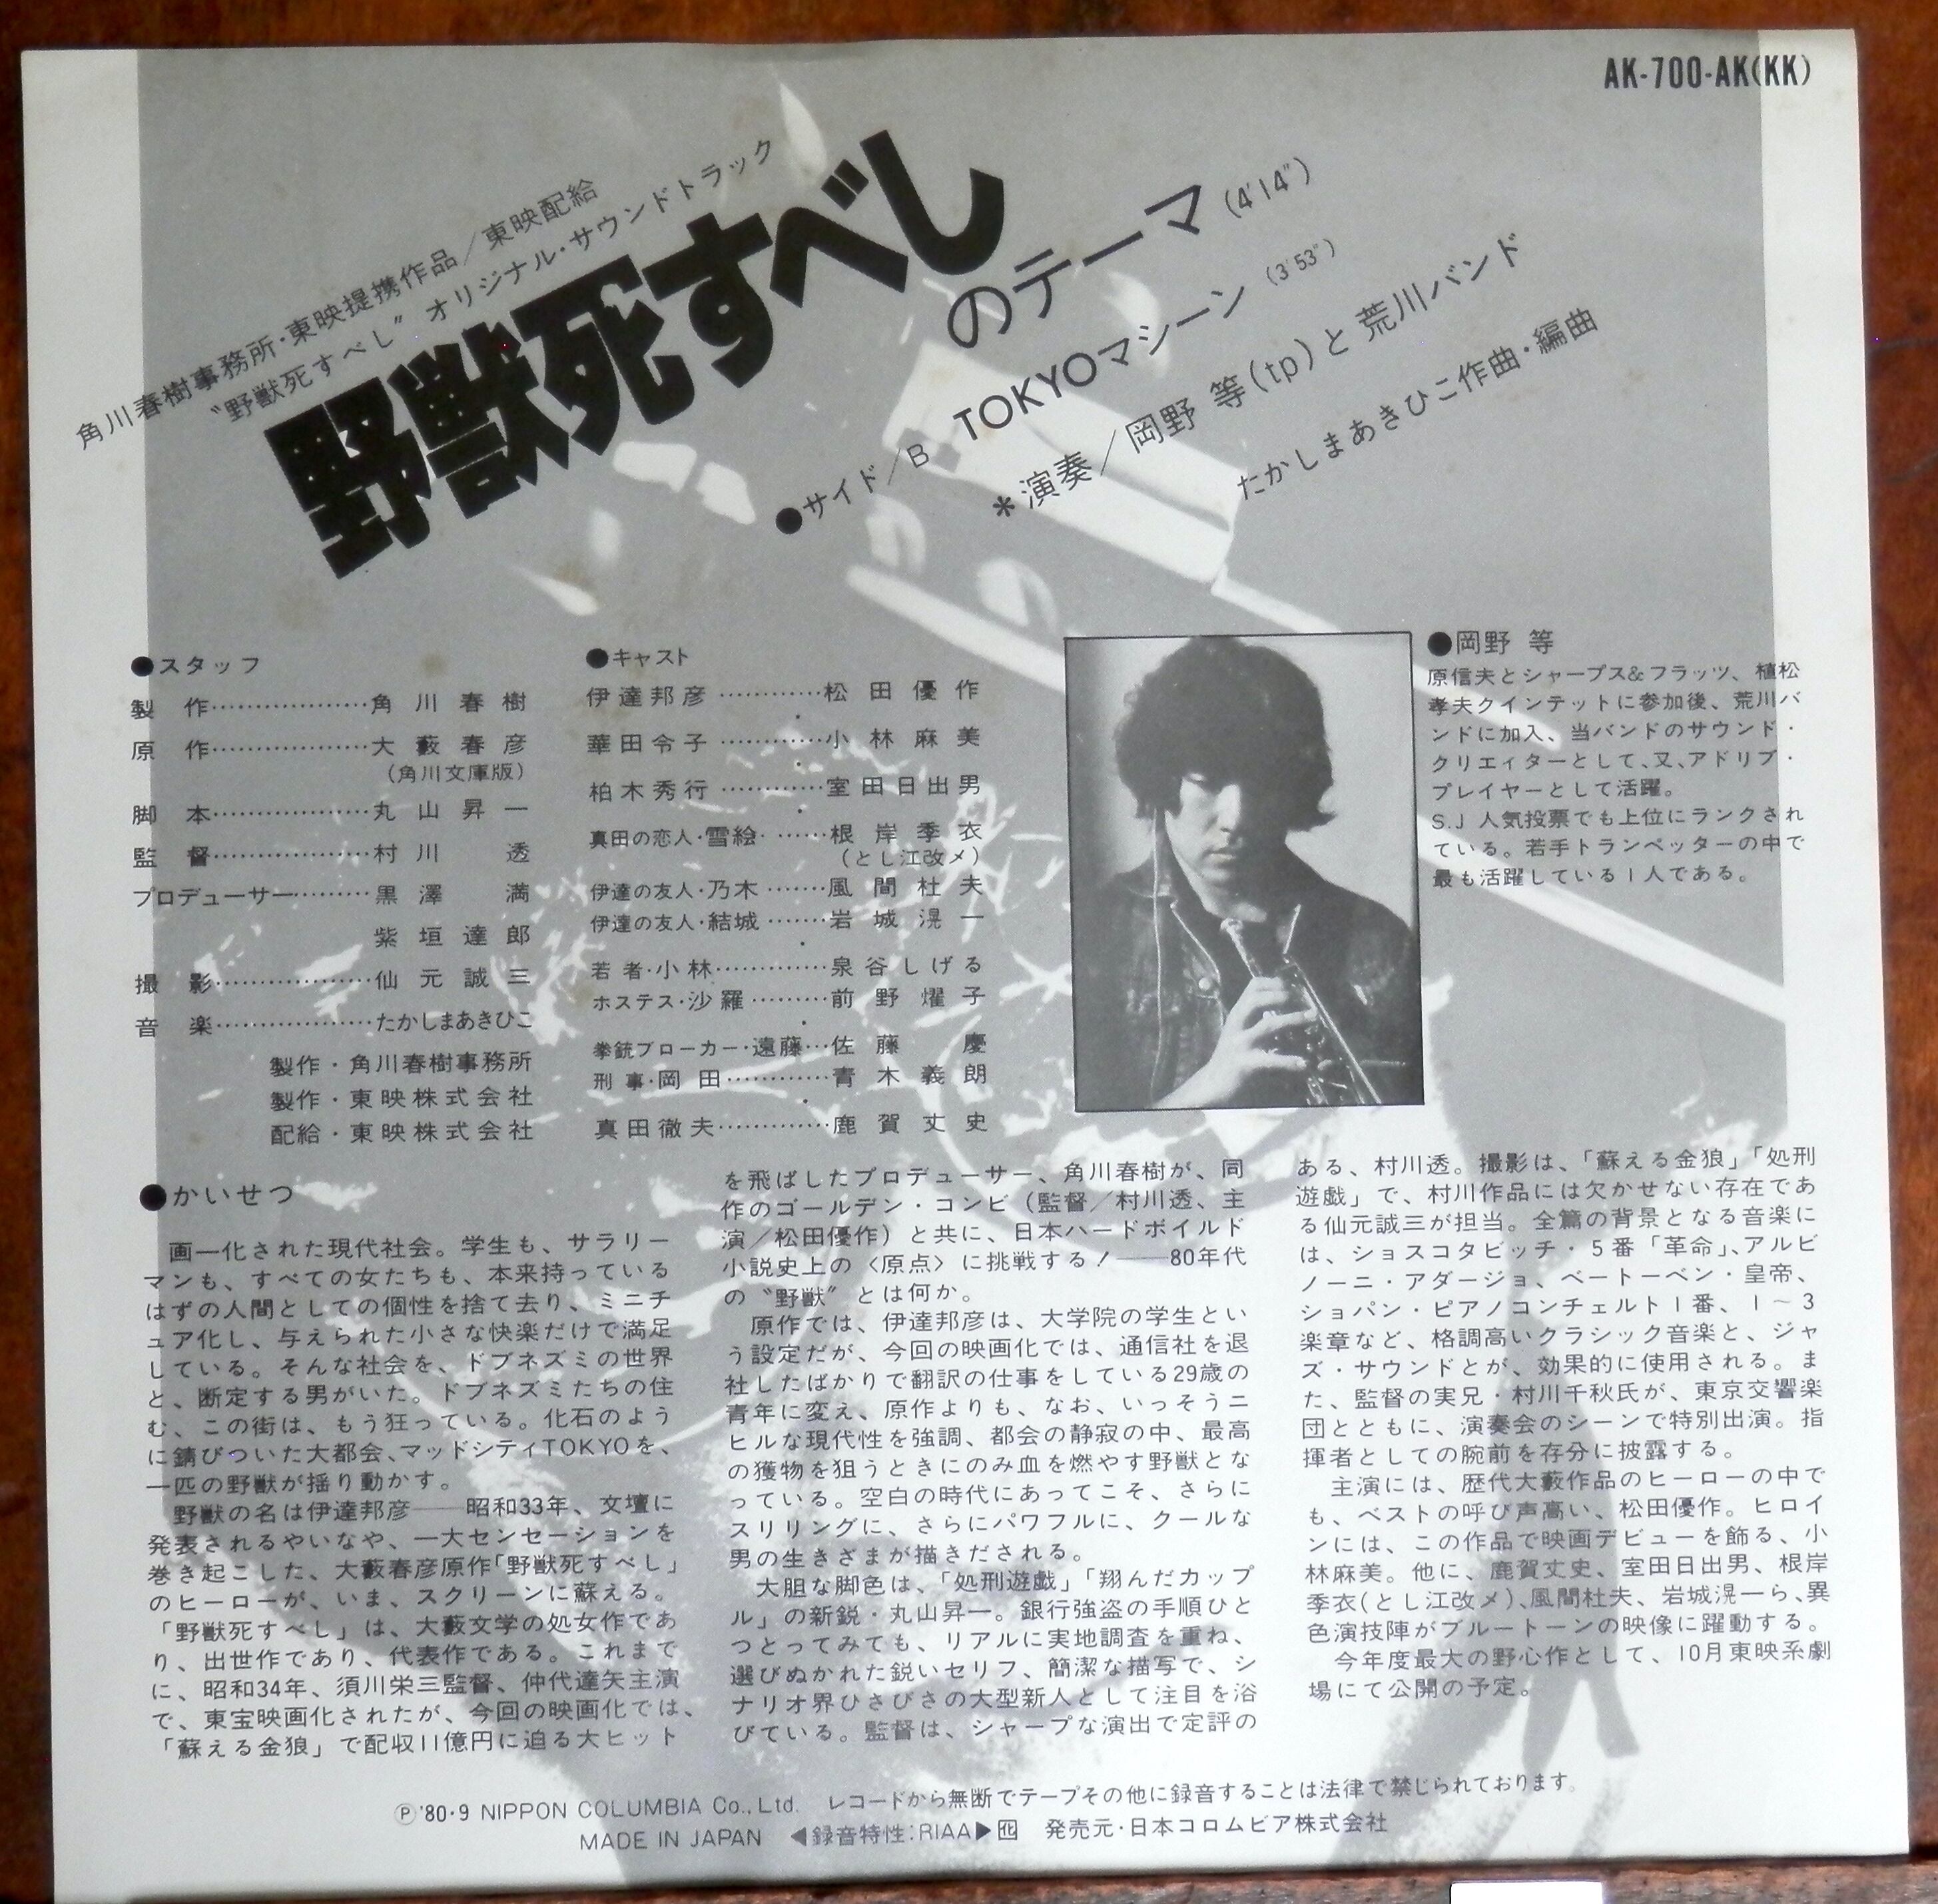 AK-700-AK(KK)
角川春樹事務所・東映提携作品／東映配給
〝野獣死すべし〟オリジナル・サウンドトラック
野獣死すべし
のテーマ (4′14″)
●サイド／B TOKYOマシーン (3′53″)
＊演奏／岡野 等(tp)と荒川バンド
たかしまあきひこ作曲・編曲
●スタッフ
製 作………………角川春樹
原 作………………大藪春彦
(角川文庫版)
脚 本………………丸山昇一
監 督………………村川 透
プロデューサー………黒澤 満
紫垣達郎
撮 影………………仙元誠三
音 楽………………たかしまあきひこ
製作・角川春樹事務所
製作・東映株式会社
配給・東映株式会社
●キャスト
伊達邦彦…………松田優作
華田令子…………小林麻美
柏木秀行…………室田日出男
真田の恋人・雪絵……根岸季衣
(とし江改メ)
伊達の友人・乃木……風間杜夫
伊達の友人・結城……岩城滉一
若者・小林…………泉谷しげる
ホステス・沙羅………前野燿子
拳銃ブローカー・遠藤…佐藤 慶
刑事・岡田…………青木義朗
真田徹夫…………鹿賀丈史
●岡野 等
原信夫とシャープス&フラッツ、植松
孝夫クインテットに参加後、荒川バ
ンドに加入、当バンドのサウンド・
クリエィターとして、又、アドリブ・
プレイヤーとして活躍。
S.J 人気投票でも上位にランクされ
ている。若手トランペッターの中で
最も活躍している1人である。
●かいせつ
画一化された現代社会。学生も、サラリー
マンも、すべての女たちも、本来持っている
はずの人間としての個性を捨て去り、ミニチ
ュア化し、与えられた小さな快楽だけで満足
している。そんな社会を、ドブネズミの世界
と、断定する男がいた。ドブネズミたちの住
む、この街は、もう狂っている。化石のよう
に錆びついた大都会、マッドシティTOKYOを、
一匹の野獣が揺り動かす。
野獣の名は伊達邦彦――昭和33年、文壇に
発表されるやいなや、一大センセーションを
巻き起こした、大藪春彦原作「野獣死すべし」
のヒーローが、いま、スクリーンに蘇える。
「野獣死すべし」は、大藪文学の処女作であ
り、出世作であり、代表作である。これまで
に、昭和34年、須川栄三監督、仲代達矢主演
で、東宝映画化されたが、今回の映画化では、
「蘇える金狼」で配収11億円に迫る大ヒット
を飛ばしたプロデューサー、角川春樹が、同
作のゴールデン・コンビ（監督／村川透、主
演／松田優作）と共に、日本ハードボイルド
小説史上の〈原点〉に挑戦する！――80年代
の〝野獣〟とは何か。
原作では、伊達邦彦は、大学院の学生とい
う設定だが、今回の映画化では、通信社を退
社したばかりで翻訳の仕事をしている29歳の
青年に変え、原作よりも、なお、いっそうニ
ヒルな現代性を強調、都会の静寂の中、最高
の獲物を狙うときにのみ血を燃やす野獣とな
っている。空白の時代にあってこそ、さらに
スリリングに、さらにパワフルに、クールな
男の生きざまが描きだされる。
大胆な脚色は、「処刑遊戯」「翔んだカップ
ル」の新鋭・丸山昇一。銀行強盗の手順ひと
つとってみても、リアルに実地調査を重ね、
選びぬかれた鋭いセリフ、簡潔な描写で、シ
ナリオ界ひさびさの大型新人として注目を浴
びている。監督は、シャープな演出で定評の
ある、村川透。撮影は、「蘇える金狼」「処刑
遊戯」で、村川作品には欠かせない存在であ
る仙元誠三が担当。全篇の背景となる音楽に
は、ショスコタビッチ・5番「革命」、アルビ
ノーニ・アダージョ、ベートーベン・皇帝、
ショパン・ピアノコンチェルト1番、1～3
楽章など、格調高いクラシック音楽と、ジャ
ズ・サウンドとが、効果的に使用される。ま
た、監督の実兄・村川千秋氏が、東京交響楽
団とともに、演奏会のシーンで特別出演。指
揮者としての腕前を存分に披露する。
主演には、歴代大藪作品のヒーローの中で
も、ベストの呼び声高い、松田優作。ヒロイ
ンには、この作品で映画デビューを飾る、小
林麻美。他に、鹿賀丈史、室田日出男、根岸
季衣(とし江改メ)、風間杜夫、岩城滉一ら、異
色演技陣がブルートーンの映像に躍動する。
今年度最大の野心作として、10月東映系劇
場にて公開の予定。
Ⓟ'80・9 NIPPON COLUMBIA Co.,Ltd. レコードから無断でテープその他に録音することは法律で禁じられております。
MADE IN JAPAN ◀録音特性：RIAA▶ 発売元・日本コロムビア株式会社